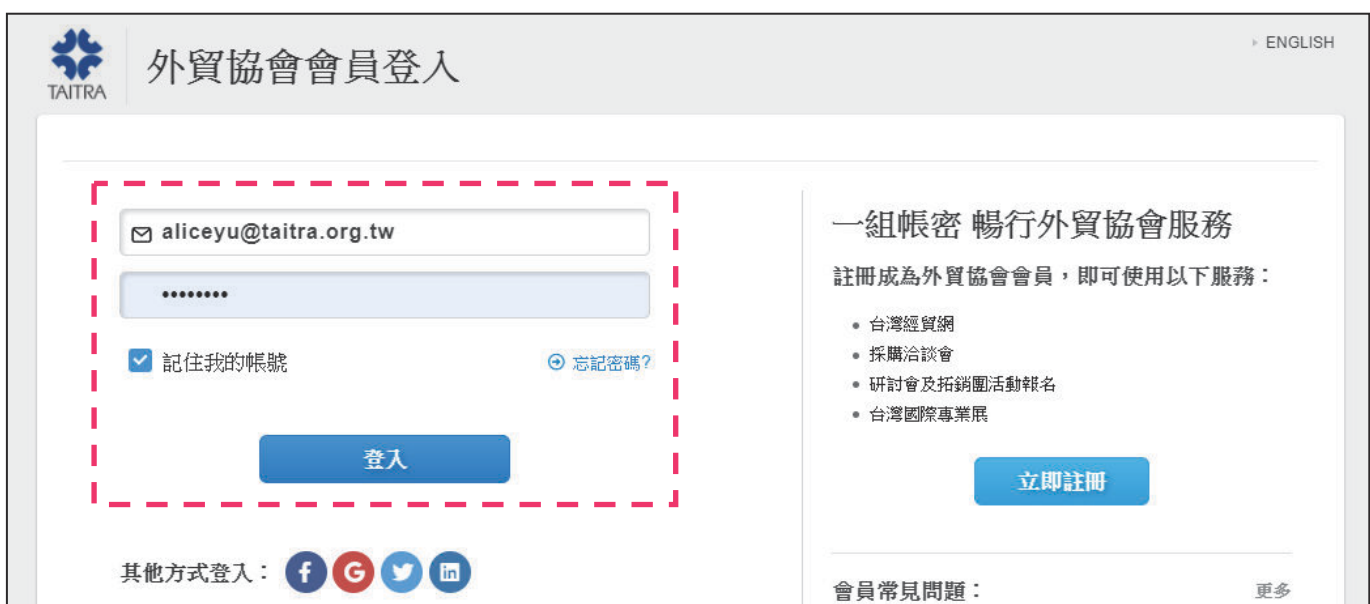 TAITRA
外貿協會會員登入
ENGLISH
aliceyu@taitra.org.tw
••••••••
記住我的帳號
忘記密碼?
登入
其他方式登入：
一組帳密 暢行外貿協會服務
註冊成為外貿協會會員，即可使用以下服務：
• 台灣經貿網
• 採購洽談會
• 研討會及拓銷團活動報名
• 台灣國際專業展
立即註冊
會員常見問題：
更多